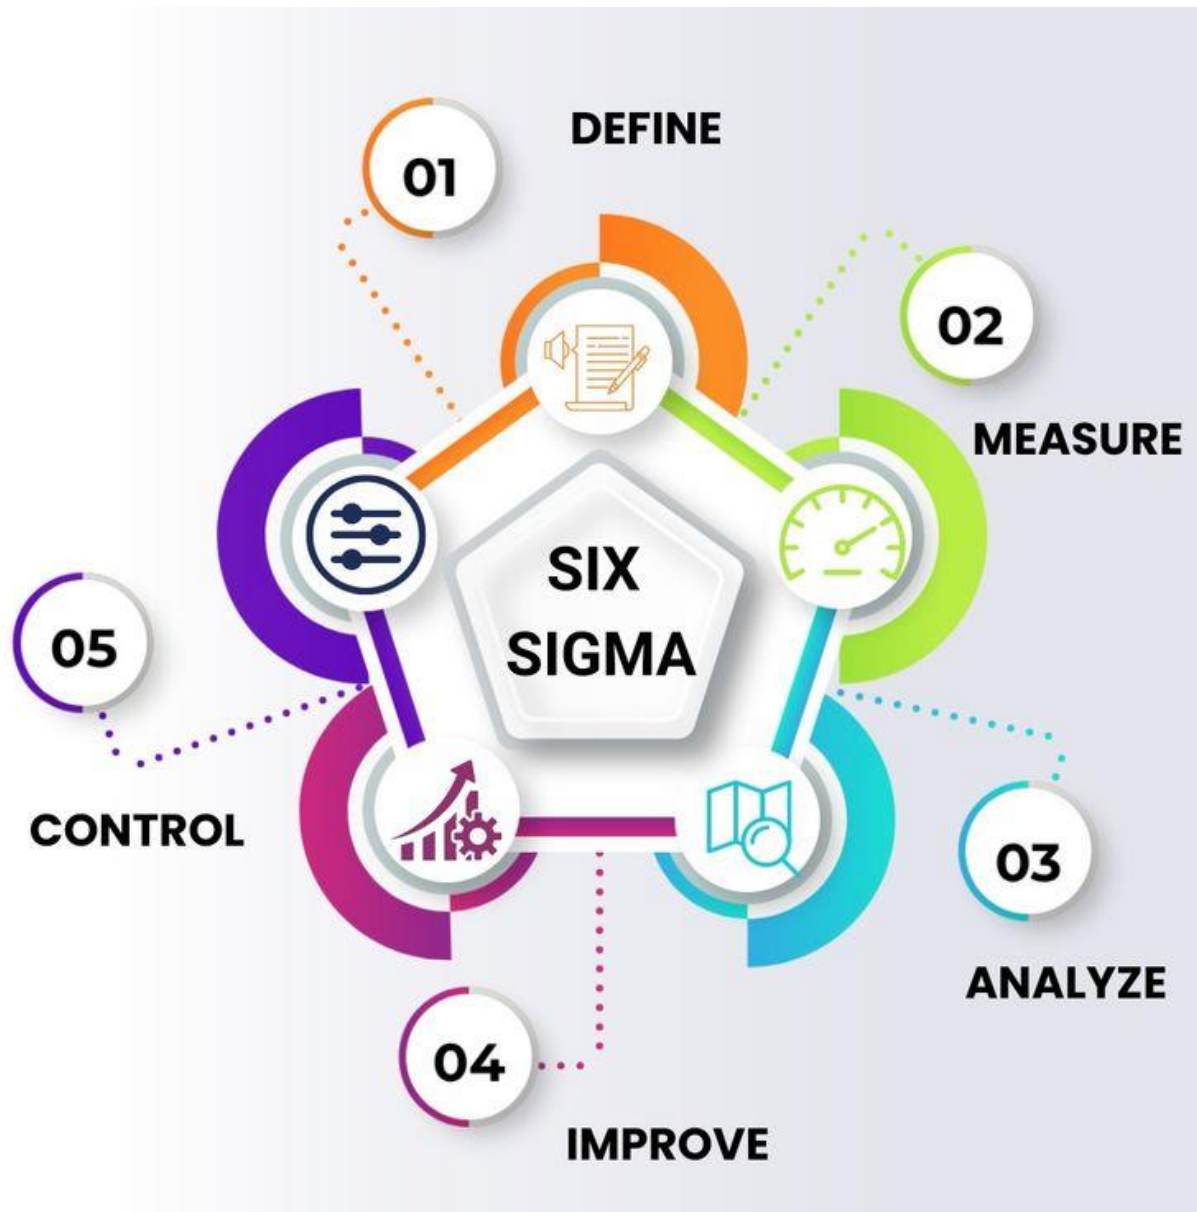 01
DEFINE
02
MEASURE
SIX
SIGMA
03
ANALYZE
04
IMPROVE
05
CONTROL